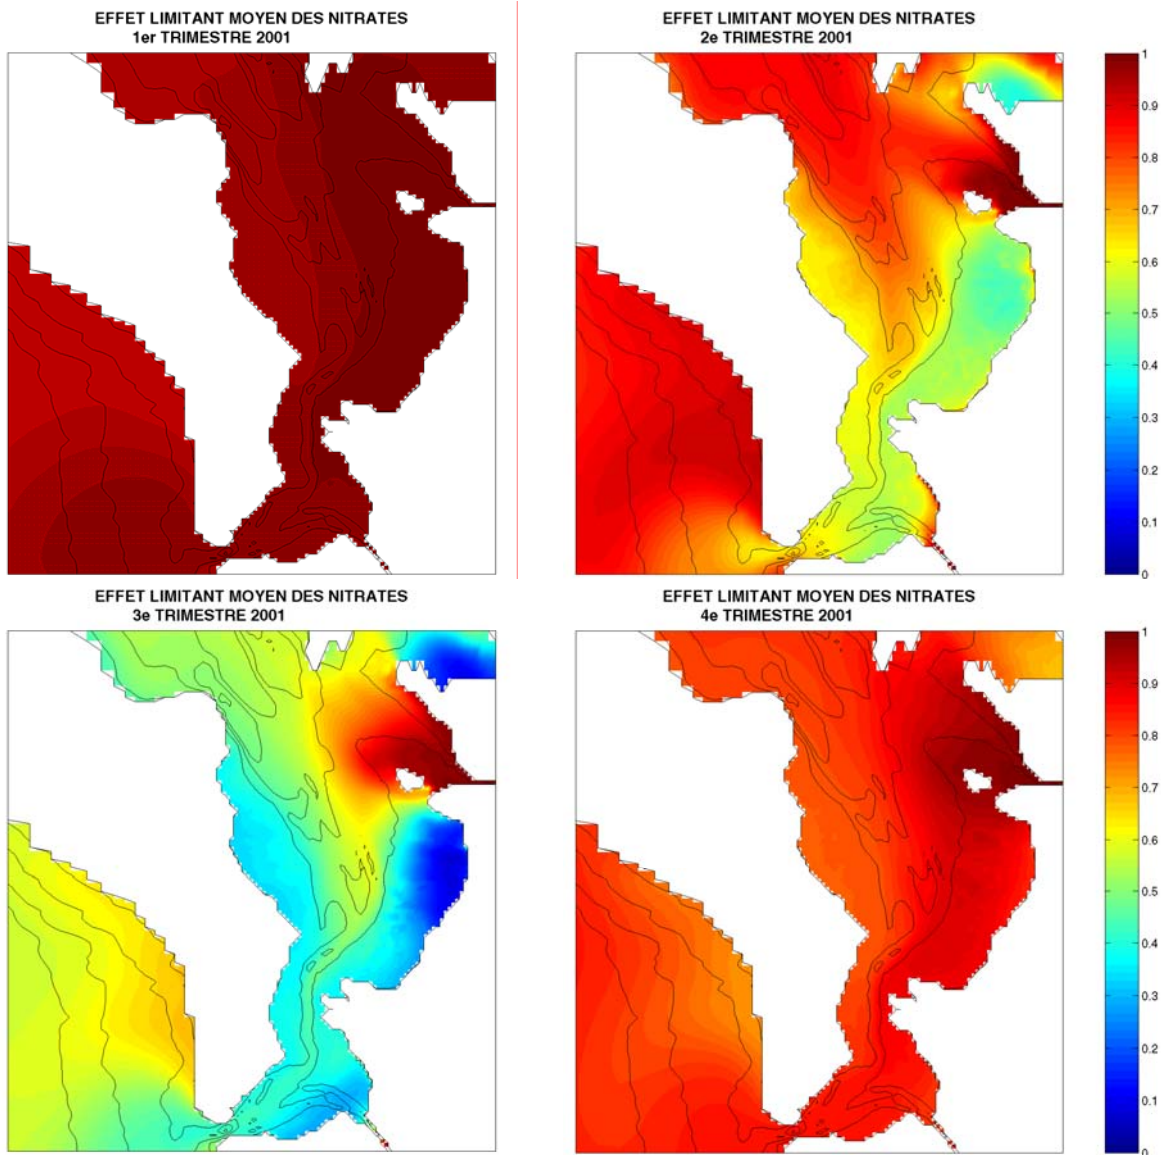 EFFET LIMITANT MOYEN DES NITRATES
1er TRIMESTRE 2001
EFFET LIMITANT MOYEN DES NITRATES
2e TRIMESTRE 2001
1
0.9
0.8
0.7
0.6
0.5
0.4
0.3
0.2
0.1
0
EFFET LIMITANT MOYEN DES NITRATES
3e TRIMESTRE 2001
EFFET LIMITANT MOYEN DES NITRATES
4e TRIMESTRE 2001
1
0.9
0.8
0.7
0.6
0.5
0.4
0.3
0.2
0.1
0